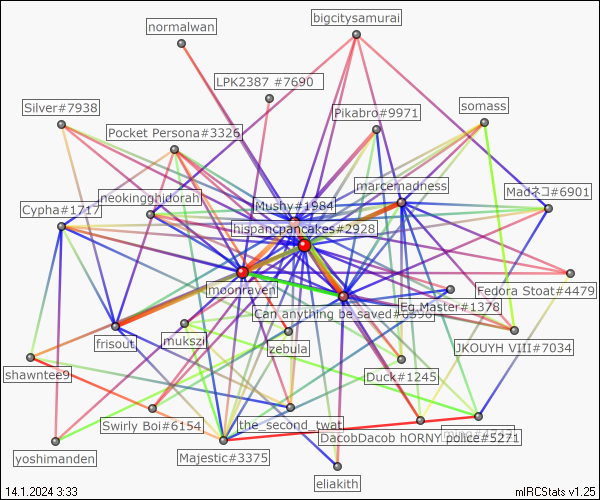 bigcitysamurai
normalwan
LPK2387 #7690
Silver#7938
Pikabro#9971
somass
Pocket Persona#3326
marcemadness
Madネコ#6901
neokingghidorah
Cypha#1717
Mushy#1984
hispancpancakes#2928
moonraven
Fedora Stoat#4479
Eg Master#1378
Can anything be saved
frisout
mukszil
zebula
JKOUYH VIII#7034
shawntee9
Duck#1245
Swirly Boi#6154
the_second_twat
DacobDacob hORNY police#5271
yoshimanden
Majestic#3375
eliakith
14.1.2024 3:33
mIRCStats v1.25